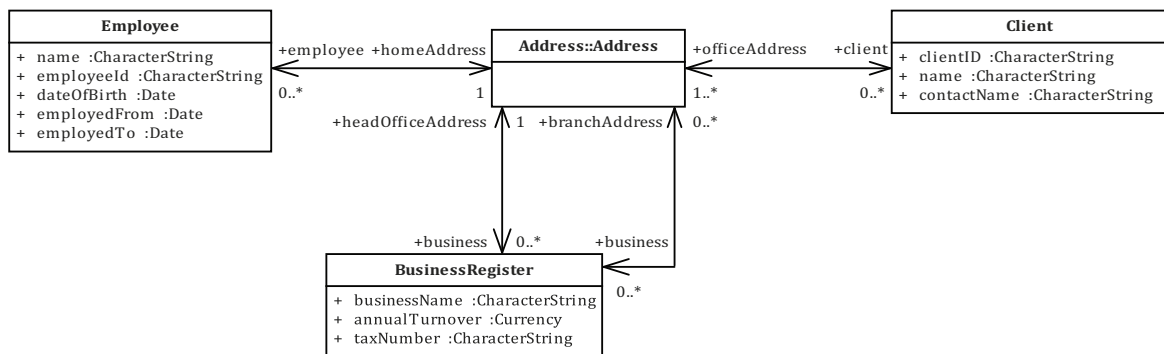 Employee
+ name :CharacterString
+ employeeId :CharacterString
+ dateOfBirth :Date
+ employedFrom :Date
+ employedTo :Date
+employee +homeAddress
0..* 1
Address::Address
+officeAddress +client
1..* 0..*
Client
+ clientID :CharacterString
+ name :CharacterString
+ contactName :CharacterString
+headOfficeAddress 1 +branchAddress 0..*
+business 0..* +business
0..*
BusinessRegister
+ businessName :CharacterString
+ annualTurnover :Currency
+ taxNumber :CharacterString